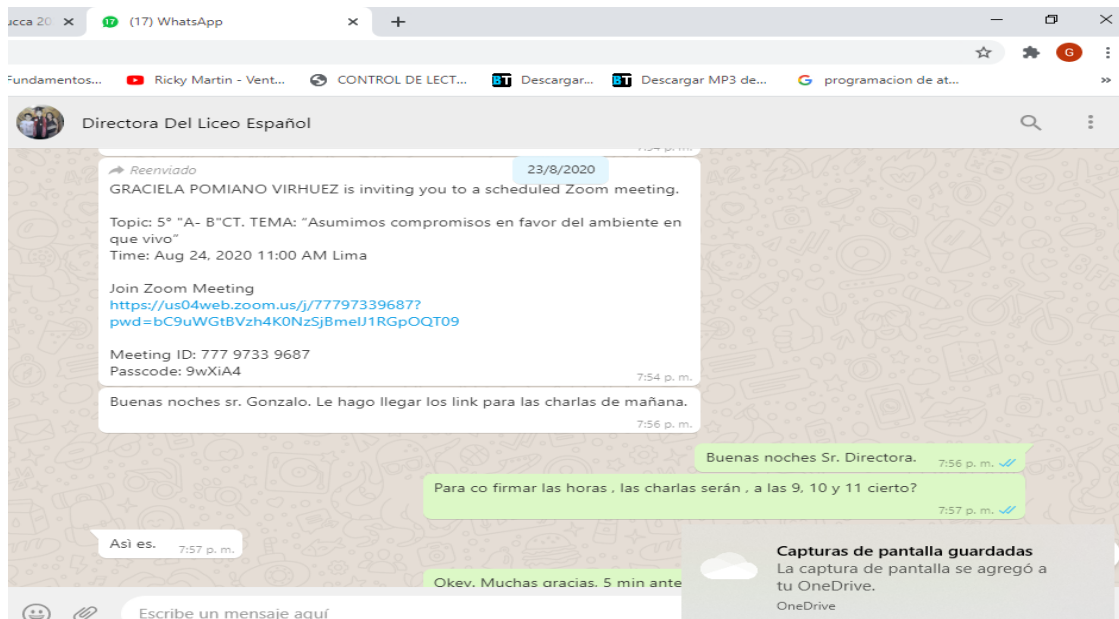 ucca 20
17 (17) WhatsApp
Fundamentos...
Ricky Martin - Vent...
CONTROL DE LECT...
BT Descargar...
BT Descargar MP3 de...
G programacion de at...
G
Directora Del Liceo Español
7:54 p. m.
23/8/2020
Reenviado
GRACIELA POMIANO VIRHUEZ is inviting you to a scheduled Zoom meeting.
Topic: 5° "A- B"CT. TEMA: “Asumimos compromisos en favor del ambiente en
que vivo”
Time: Aug 24, 2020 11:00 AM Lima
Join Zoom Meeting
https://us04web.zoom.us/j/77797339687?
pwd=bC9uWGtBVzh4K0NzSjBmelJ1RGpOQT09
Meeting ID: 777 9733 9687
Passcode: 9wXiA4
7:54 p. m.
Buenas noches sr. Gonzalo. Le hago llegar los link para las charlas de mañana.
7:56 p. m.
Buenas noches Sr. Directora. 7:56 p. m.
Para co firmar las horas , las charlas serán , a las 9, 10 y 11 cierto?
7:57 p. m.
Asì es. 7:57 p. m.
Okey. Muchas gracias. 5 min ante
Capturas de pantalla guardadas
La captura de pantalla se agregó a
tu OneDrive.
OneDrive
Escribe un mensaje aquí